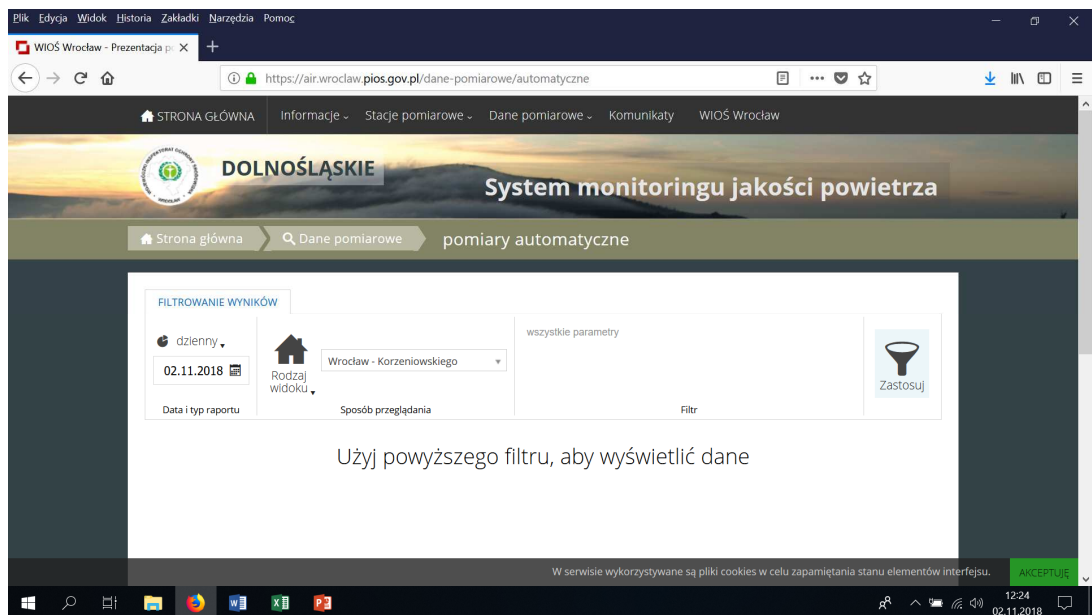 Plik Edycja Widok Historia Zakładki Narzędzia Pomoc
WIOŚ Wrocław - Prezentacja po
https://air.wroclaw.pios.gov.pl/dane-pomiarowe/automatyczne
STRONA GŁÓWNA Informacje Stacje pomiarowe Dane pomiarowe Komunikaty WIOŚ Wrocław
DOLNOŚLĄSKIE
System monitoringu jakości powietrza
Strona główna Dane pomiarowe pomiary automatyczne
FILTROWANIE WYNIKÓW
dzienny
02.11.2018
Data i typ raportu
Rodzaj
widoku
Wrocław - Korzeniowskiego
Sposób przeglądania
wszystkie parametry
Filtr
Zastosuj
Użyj powyższego filtru, aby wyświetlić dane
W serwisie wykorzystywane są pliki cookies w celu zapamiętania stanu elementów interfejsu. AKCEPTUJĘ
12:24
02.11.2018